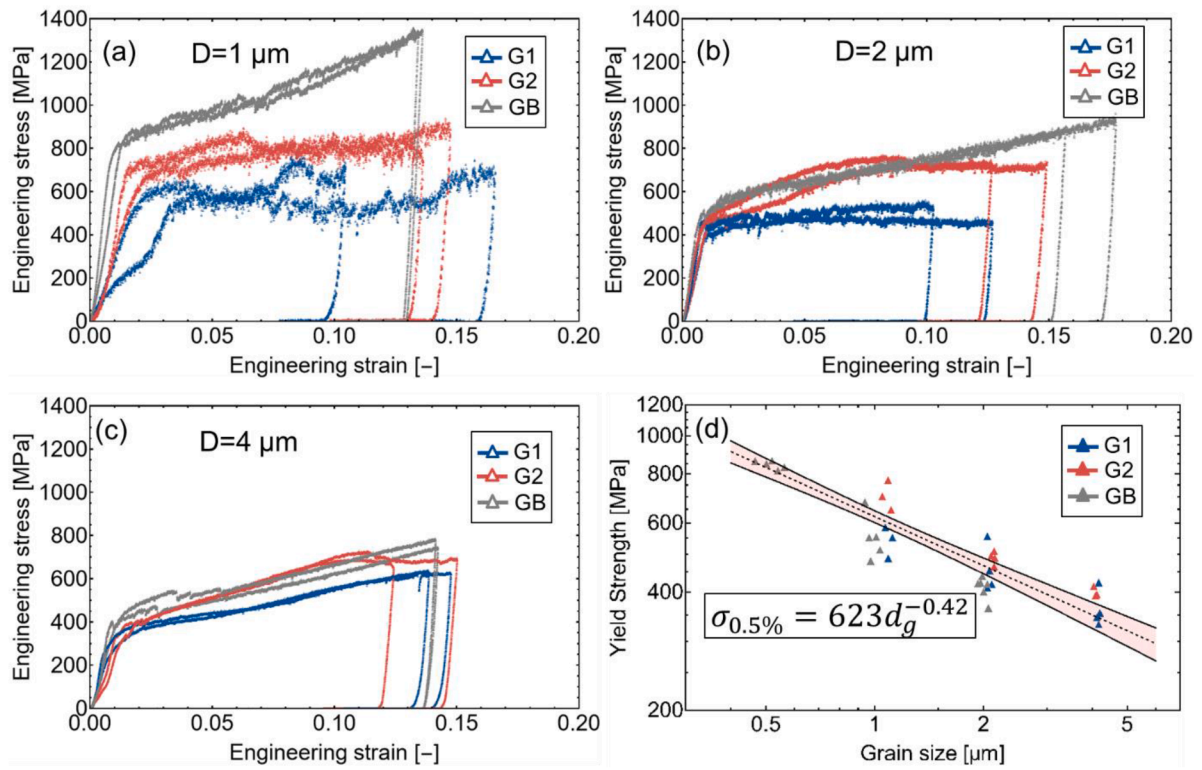 (a)
D=1 μm
G1
G2
GB
1400
1200
1000
800
600
400
200
0
Engineering stress [MPa]
0.00
0.05
0.10
0.15
0.20
Engineering strain [–]
(b)
D=2 μm
G1
G2
GB
1400
1200
1000
800
600
400
200
0
Engineering stress [MPa]
0.00
0.05
0.10
0.15
0.20
Engineering strain [–]
(c)
D=4 μm
G1
G2
GB
1400
1200
1000
800
600
400
200
0
Engineering stress [MPa]
0.00
0.05
0.10
0.15
0.20
Engineering strain [–]
(d)
G1
G2
GB
1200
1000
800
600
400
200
Yield Strength [MPa]
σ₀.₅% = 623d_g^−0.42
0.5
1
2
5
Grain size [μm]